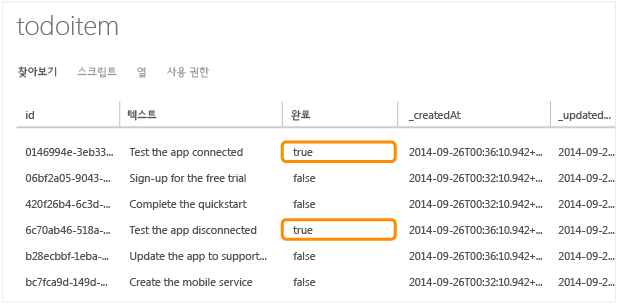 todoitem
찾아보기 스크립트 열 사용 권한
id 텍스트 완료 _createdAt _updated...
0146994e-3eb33... Test the app connected true 2014-09-26T00:36:10.942+... 2014-09-2...
06bf2a05-9043-... Sign-up for the free trial false 2014-09-26T00:32:10.942+... 2014-09-2...
420f26b4-6c3d-... Complete the quickstart false 2014-09-26T00:32:10.942+... 2014-09-2...
6c70ab46-518a-... Test the app disconnected true 2014-09-26T00:36:10.942+... 2014-09-2...
b28ecbbf-1eba-... Update the app to support... false 2014-09-26T00:36:10.942+... 2014-09-2...
bc7fca9d-149d-... Create the mobile service false 2014-09-26T00:32:10.942+... 2014-09-2...